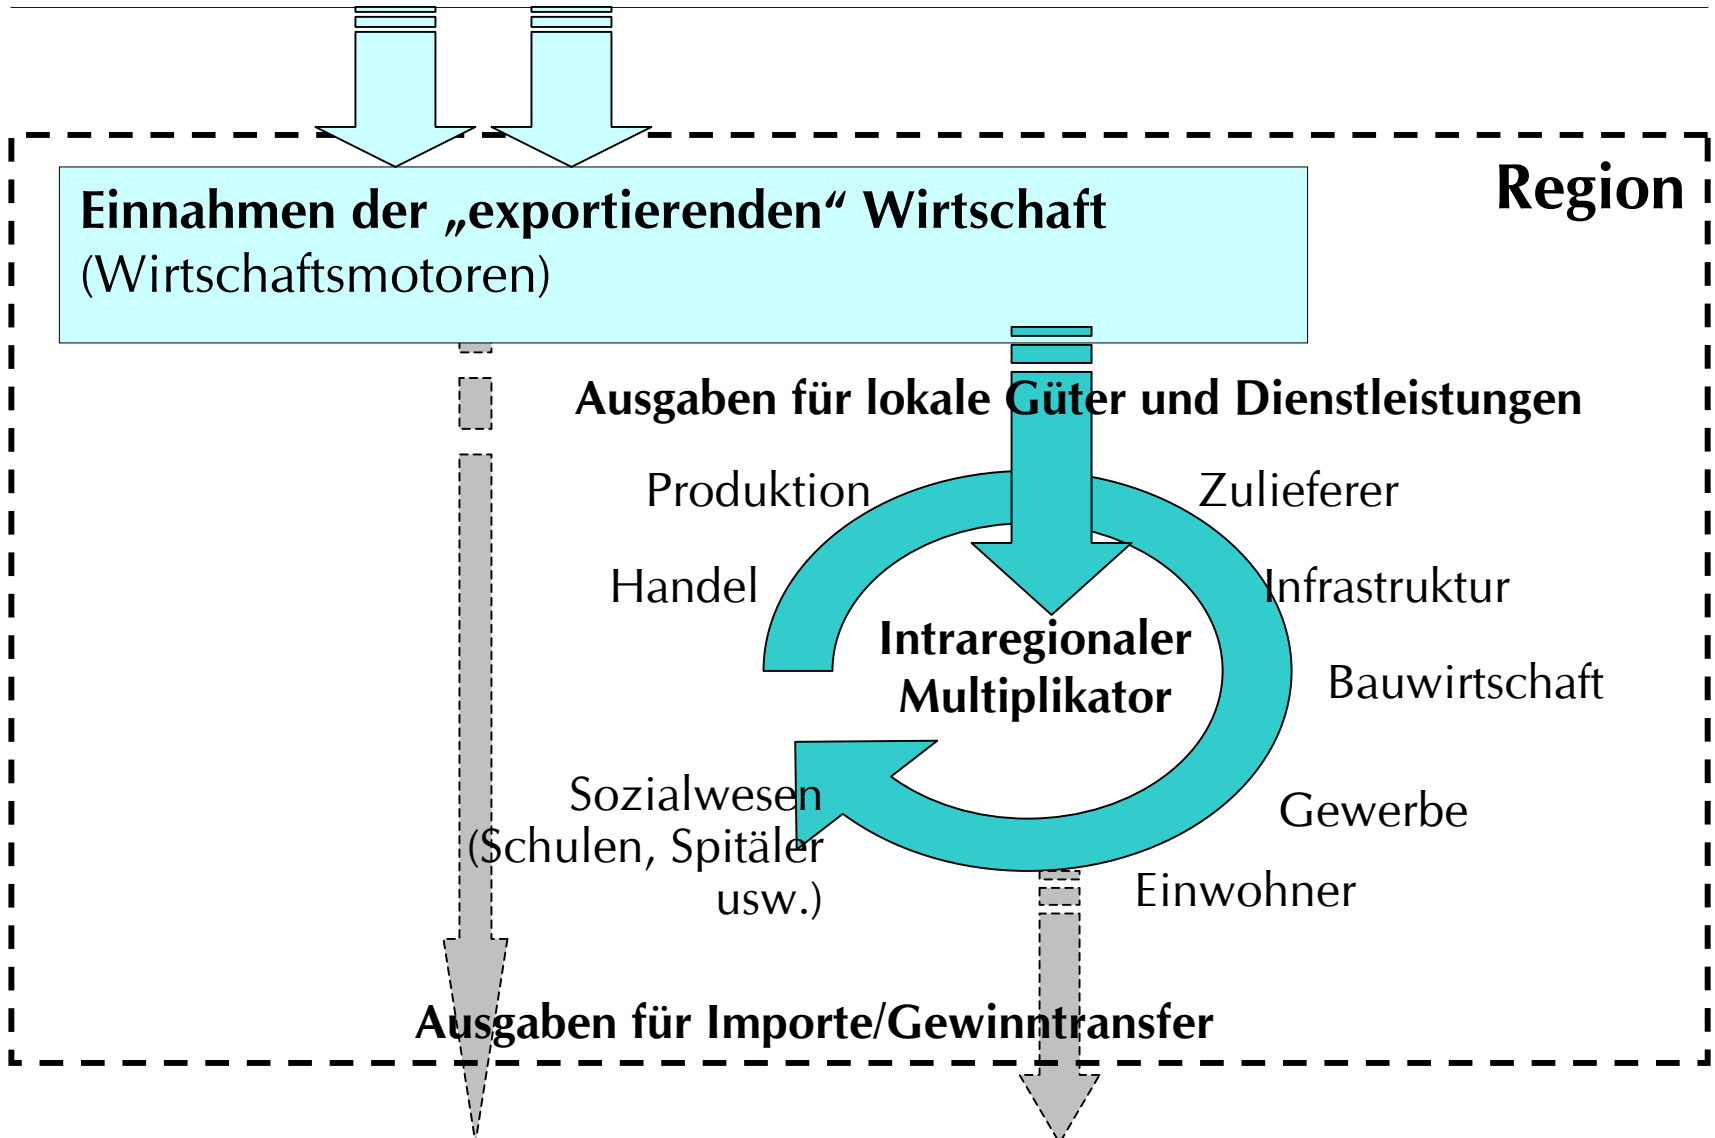 Einnahmen der „exportierenden“ Wirtschaft
(Wirtschaftsmotoren)
Region
Ausgaben für lokale Güter und Dienstleistungen
Produktion
Zulieferer
Handel
Infrastruktur
Intraregionaler
Multiplikator
Bauwirtschaft
Sozialwesen
(Schulen, Spitäler
usw.)
Gewerbe
Einwohner
Ausgaben für Importe/Gewinntransfer